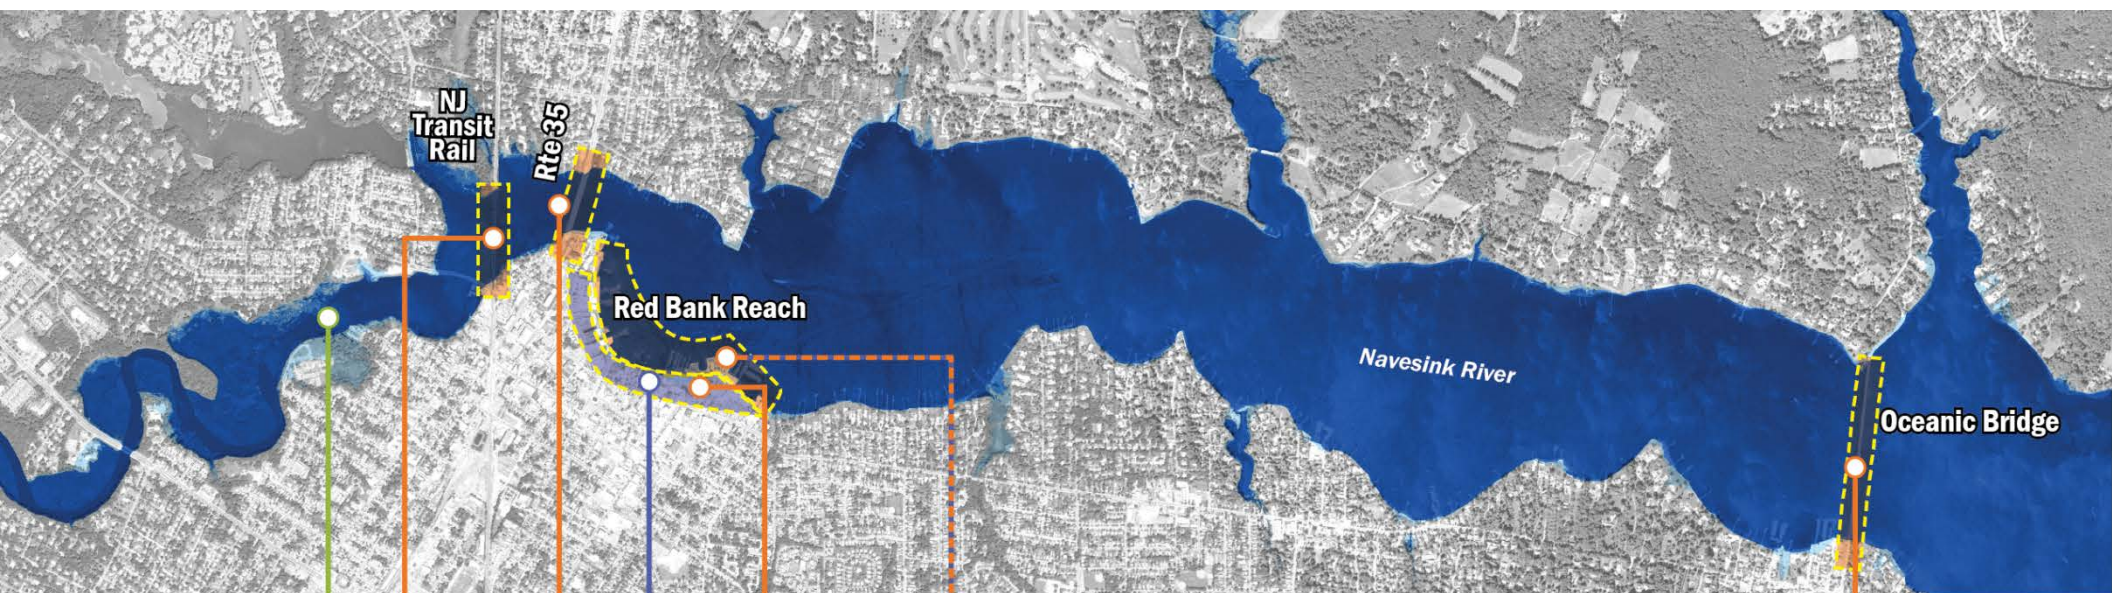 NJ
Transit
Rail
Rte 35
Red Bank Reach
Navesink River
Oceanic Bridge